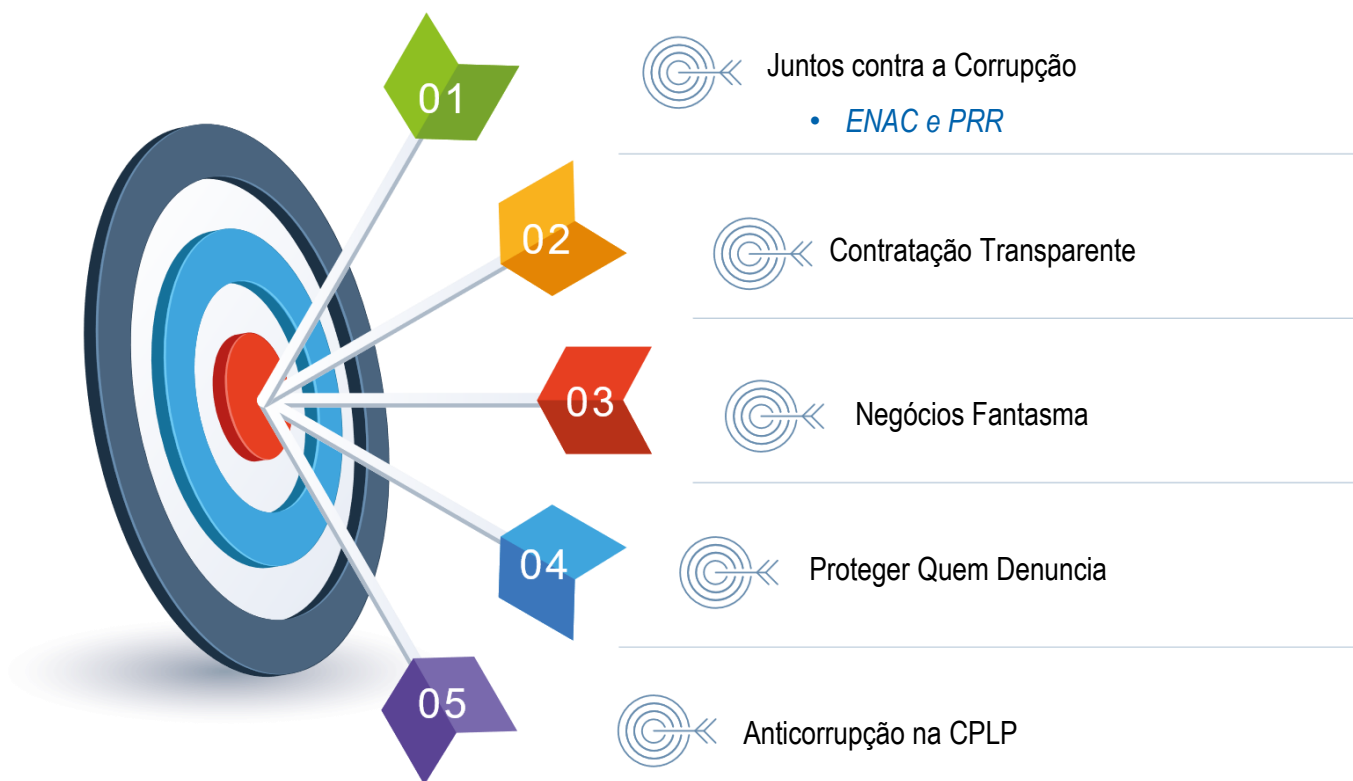 01
Juntos contra a Corrupção
• ENAC e PRR
02
Contratação Transparente
03
Negócios Fantasma
04
Proteger Quem Denuncia
05
Anticorrupção na CPLP